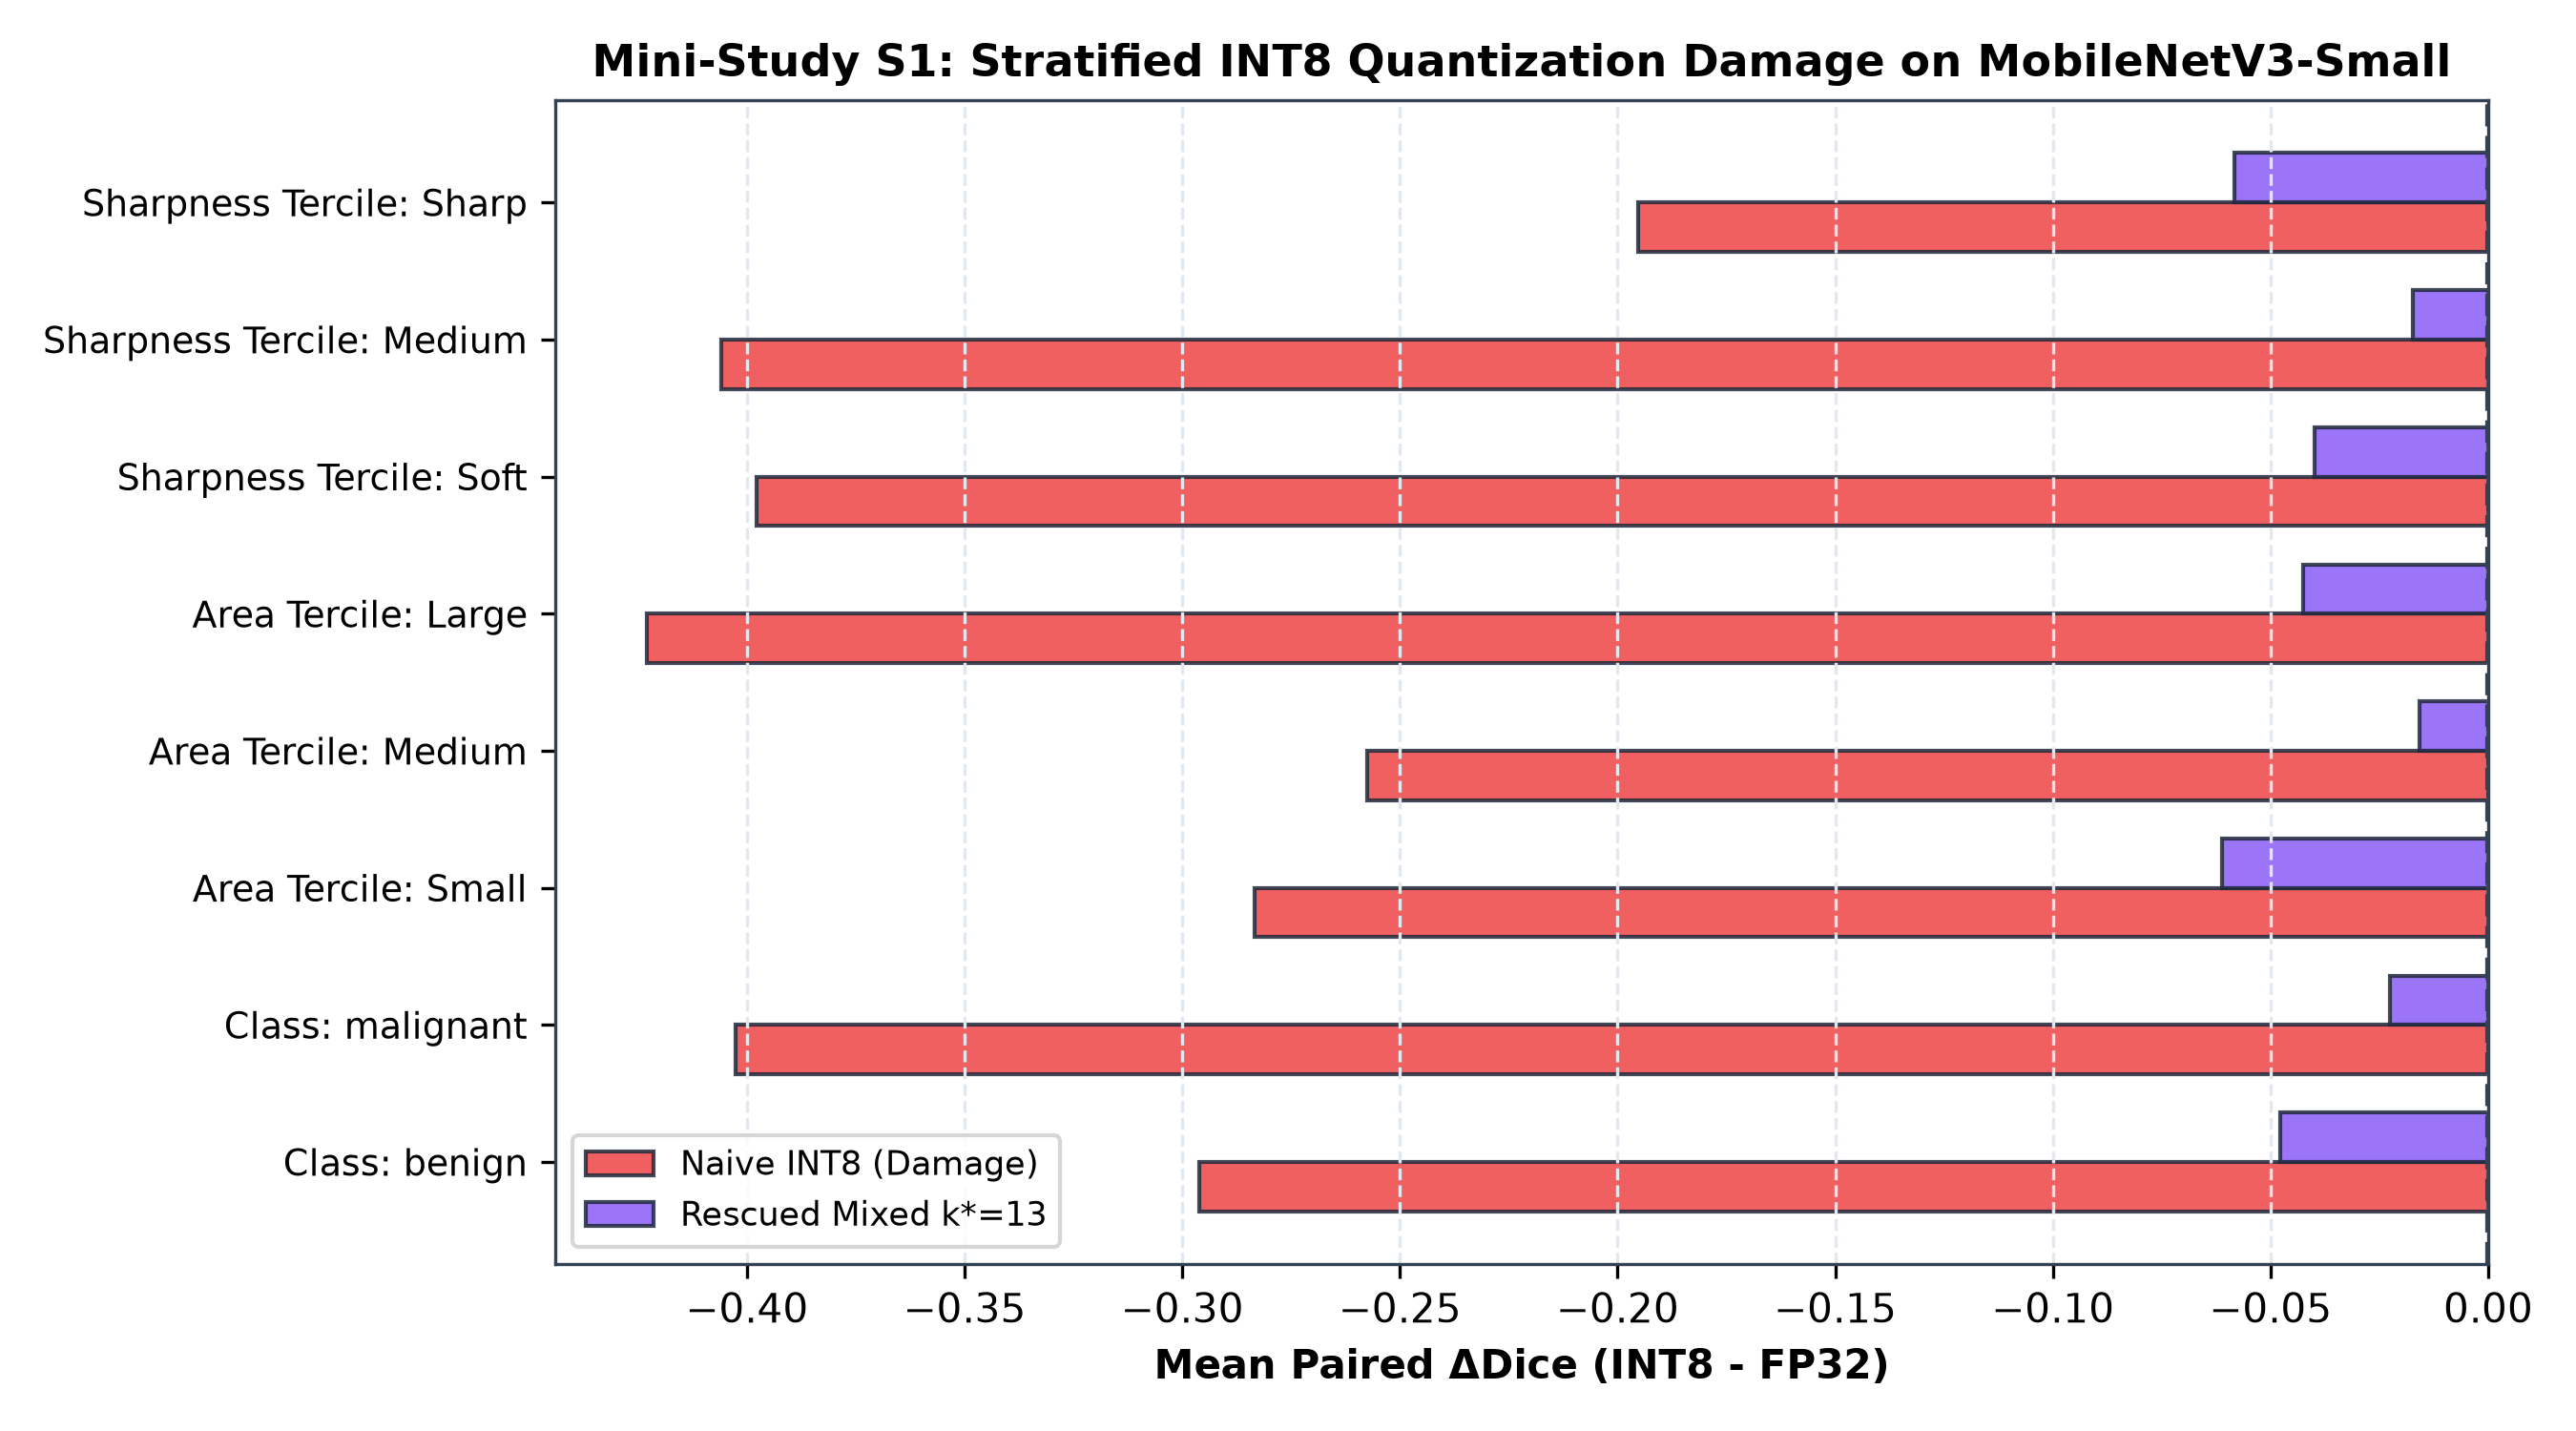 Mini-Study S1: Stratified INT8 Quantization Damage on MobileNetV3-Small
Sharpness Tercile: Sharp
Sharpness Tercile: Medium
Sharpness Tercile: Soft
Area Tercile: Large
Area Tercile: Medium
Area Tercile: Small
Class: malignant
Class: benign
Naive INT8 (Damage)
Rescued Mixed k*=13
−0.40 −0.35 −0.30 −0.25 −0.20 −0.15 −0.10 −0.05 0.00
Mean Paired ΔDice (INT8 - FP32)